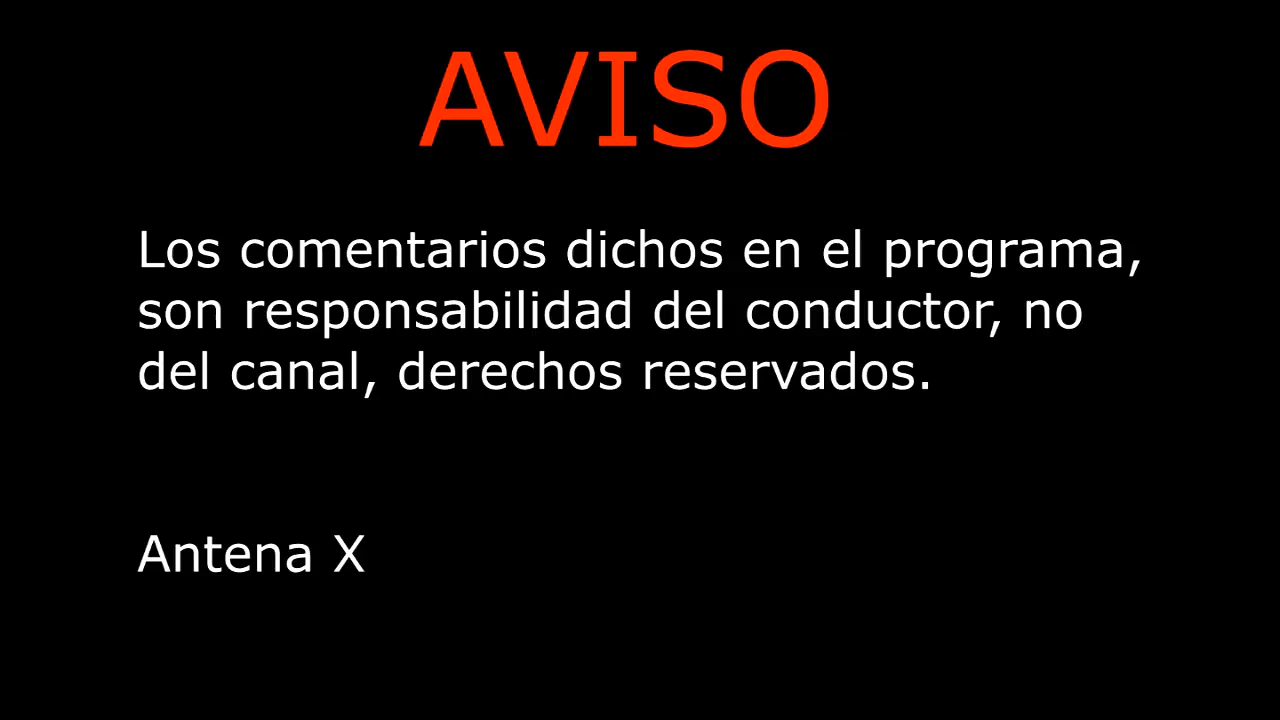 AVISO
Los comentarios dichos en el programa,
son responsabilidad del conductor, no
del canal, derechos reservados.
Antena X